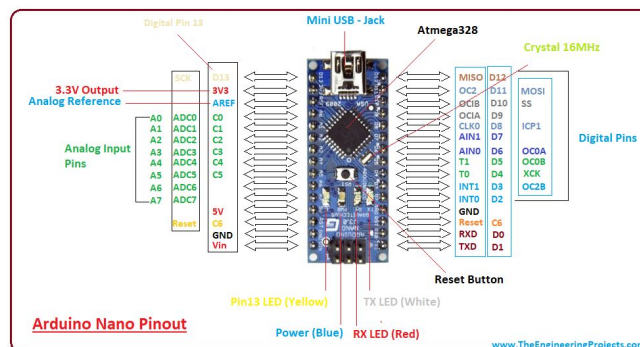 Digital Pin 13
Mini USB - Jack
Atmega328
Crystal 16MHz
SCK D13
3.3V Output 3V3
Analog Reference AREF
Analog Input Pins
A0 ADC0 C0
A1 ADC1 C1
A2 ADC2 C2
A3 ADC3 C3
A4 ADC4 C4
A5 ADC5 C5
A6 ADC6
A7 ADC7
5V
Reset C6
GND
Vin
MISO D12
OC2 D11 MOSI
OCIB D10 SS
OCIA D9
CLK0 D8 ICP1
AIN1 D7
AIN0 D6 OC0A
T1 D5 OC0B
T0 D4 XCK
INT1 D3 OC2B
INT0 D2
GND
Reset C6
RXD D0
TXD D1
Digital Pins
Reset Button
Pin13 LED (Yellow)
TX LED (White)
Power (Blue)
RX LED (Red)
Arduino Nano Pinout
www.TheEngineeringProjects.com